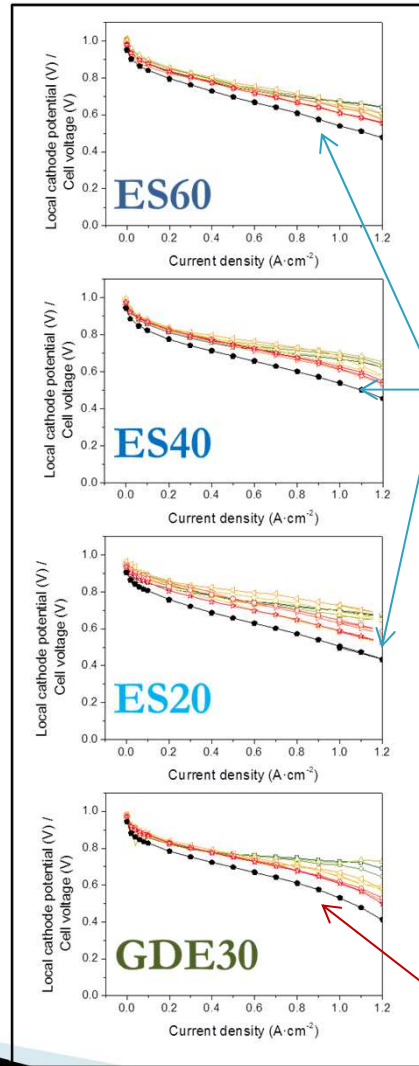 Local cathode potential (V) /
Cell voltage (V)
1.0
0.8
0.6
0.4
0.2
0.0
ES60
0.0 0.2 0.4 0.6 0.8 1.0 1.2
Current density (A·cm⁻²)
Local cathode potential (V) /
Cell voltage (V)
1.0
0.8
0.6
0.4
0.2
0.0
ES40
0.0 0.2 0.4 0.6 0.8 1.0 1.2
Current density (A·cm⁻²)
Local cathode potential (V) /
Cell voltage (V)
1.0
0.8
0.6
0.4
0.2
0.0
ES20
0.0 0.2 0.4 0.6 0.8 1.0 1.2
Current density (A·cm⁻²)
Local cathode potential (V) /
Cell voltage (V)
1.0
0.8
0.6
0.4
0.2
0.0
GDE30
0.0 0.2 0.4 0.6 0.8 1.0 1.2
Current density (A·cm⁻²)